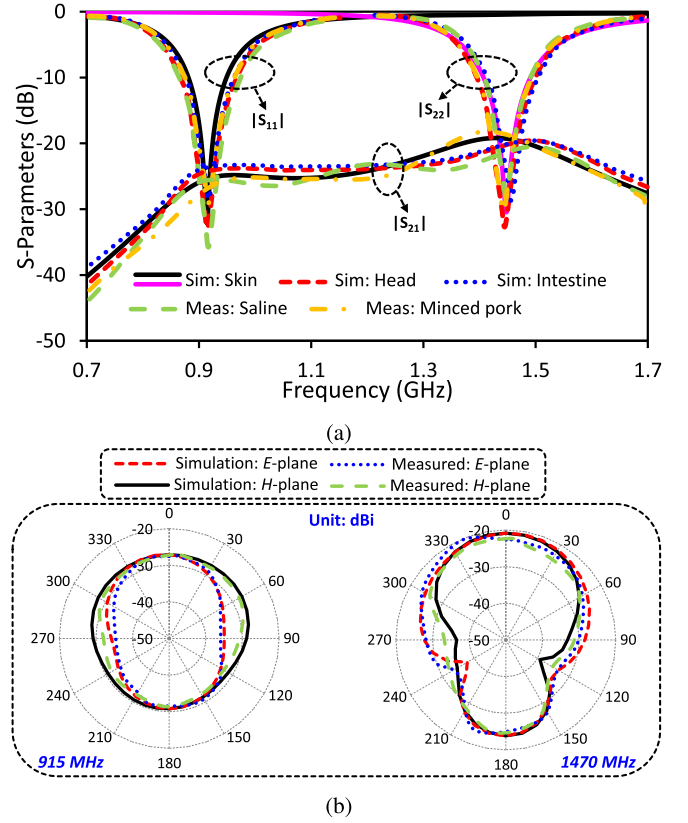 0
-10
-20
-30
-40
-50
S-Parameters (dB)
|S11|
|S22|
|S21|
Sim: Skin
Sim: Head
Sim: Intestine
Meas: Saline
Meas: Minced pork
0.7 0.9 1.1 1.3 1.5 1.7
Frequency (GHz)
(a)
Simulation: E-plane Measured: E-plane
Simulation: H-plane Measured: H-plane
Unit: dBi
0
330
-20
30
300
-30
60
-40
270
-50
90
240
120
210
150
180
915 MHz
0
330
-20
30
300
-30
60
-40
270
-50
90
240
120
210
150
180
1470 MHz
(b)